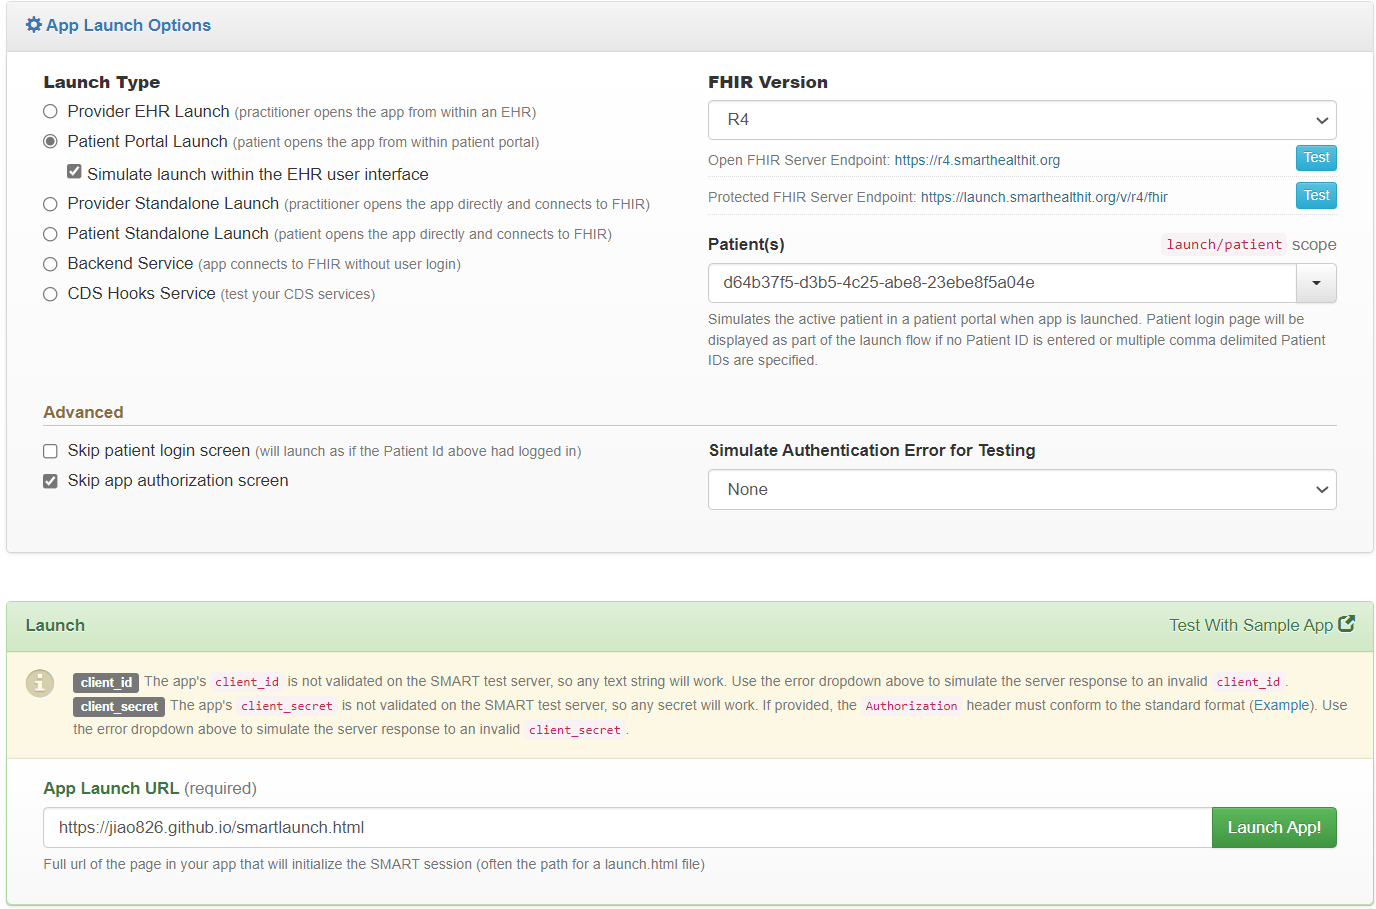 App Launch Options
Launch Type
Provider EHR Launch (practitioner opens the app from within an EHR)
Patient Portal Launch (patient opens the app from within patient portal)
Simulate launch within the EHR user interface
Provider Standalone Launch (practitioner opens the app directly and connects to FHIR)
Patient Standalone Launch (patient opens the app directly and connects to FHIR)
Backend Service (app connects to FHIR without user login)
CDS Hooks Service (test your CDS services)
FHIR Version
R4
Open FHIR Server Endpoint: https://r4.smarthealthit.org Test
Protected FHIR Server Endpoint: https://launch.smarthealthit.org/v/r4/fhir Test
Patient(s) launch/patient scope
d64b37f5-d3b5-4c25-abe8-23ebe8f5a04e
Simulates the active patient in a patient portal when app is launched. Patient login page will be
displayed as part of the launch flow if no Patient ID is entered or multiple comma delimited Patient
IDs are specified.
Advanced
Skip patient login screen (will launch as if the Patient Id above had logged in)
Skip app authorization screen
Simulate Authentication Error for Testing
None
Launch Test With Sample App
client_id The app's client_id is not validated on the SMART test server, so any text string will work. Use the error dropdown above to simulate the server response to an invalid client_id .
client_secret The app's client_secret is not validated on the SMART test server, so any secret will work. If provided, the Authorization header must conform to the standard format (Example). Use
the error dropdown above to simulate the server response to an invalid client_secret .
App Launch URL (required)
https://jiao826.github.io/smartlaunch.html Launch App!
Full url of the page in your app that will initialize the SMART session (often the path for a launch.html file)